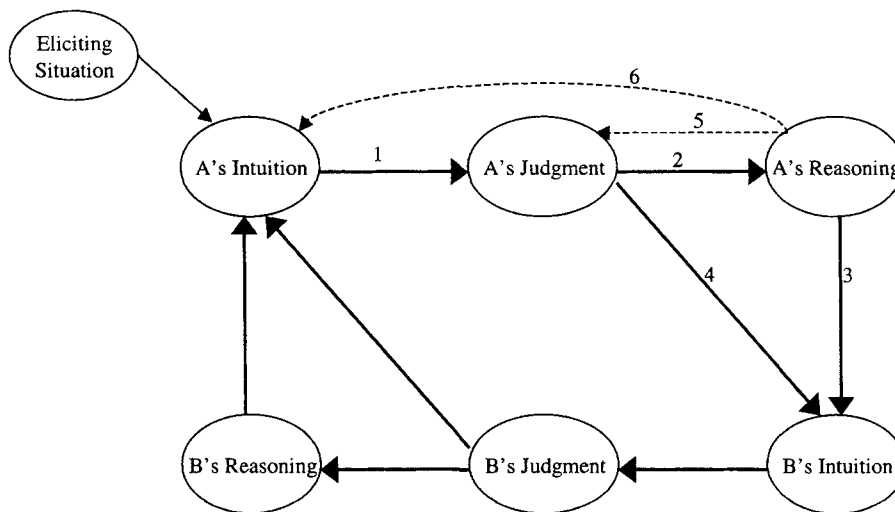 Eliciting
Situation
6
5
A's Intuition
1
A's Judgment
2
A's Reasoning
4
3
B's Reasoning
B's Judgment
B's Intuition